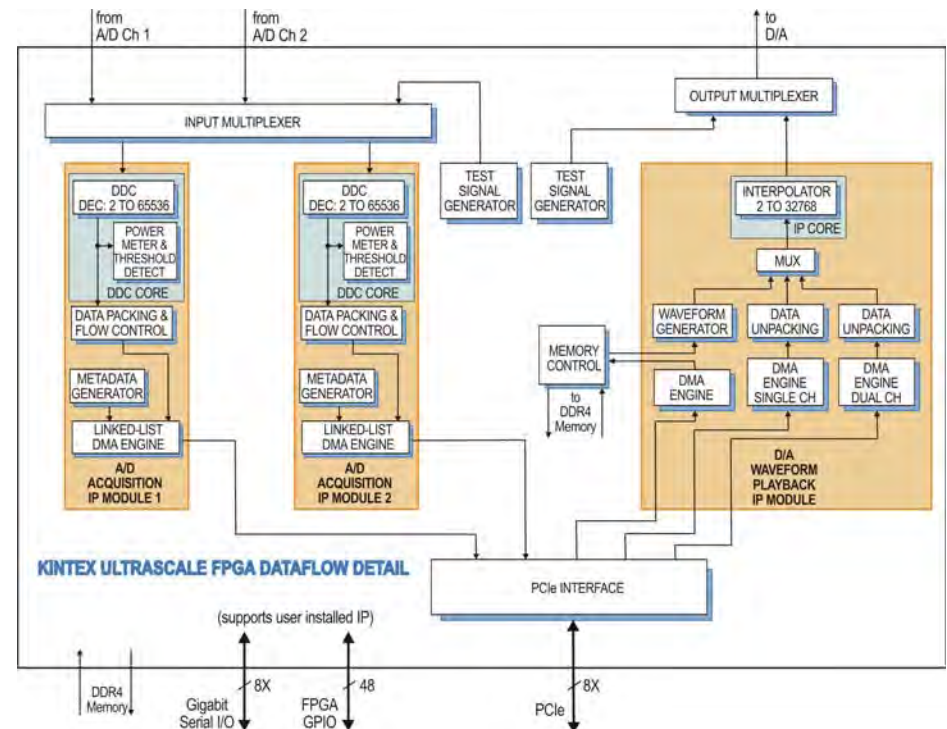 from
A/D Ch 1
from
A/D Ch 2
to
D/A
INPUT MULTIPLEXER
OUTPUT MULTIPLEXER
DDC
DEC: 2 TO 65536
POWER
METER &
THRESHOLD
DETECT
DDC CORE
DATA PACKING &
FLOW CONTROL
METADATA
GENERATOR
LINKED-LIST
DMA ENGINE
A/D
ACQUISITION
IP MODULE 1
DDC
DEC: 2 TO 65536
POWER
METER &
THRESHOLD
DETECT
DDC CORE
DATA PACKING &
FLOW CONTROL
METADATA
GENERATOR
LINKED-LIST
DMA ENGINE
A/D
ACQUISITION
IP MODULE 2
TEST
SIGNAL
GENERATOR
TEST
SIGNAL
GENERATOR
INTERPOLATOR
2 TO 32768
IP CORE
MUX
WAVEFORM
GENERATOR
DATA
UNPACKING
DATA
UNPACKING
MEMORY
CONTROL
to
DDR4
Memory
DMA
ENGINE
DMA
ENGINE
SINGLE CH
DMA
ENGINE
DUAL CH
D/A
WAVEFORM
PLAYBACK
IP MODULE
KINTEX ULTRASCALE FPGA DATAFLOW DETAIL
PCIe INTERFACE
(supports user installed IP)
DDR4
Memory
8X
Gigabit
Serial I/O
48
FPGA
GPIO
8X
PCIe